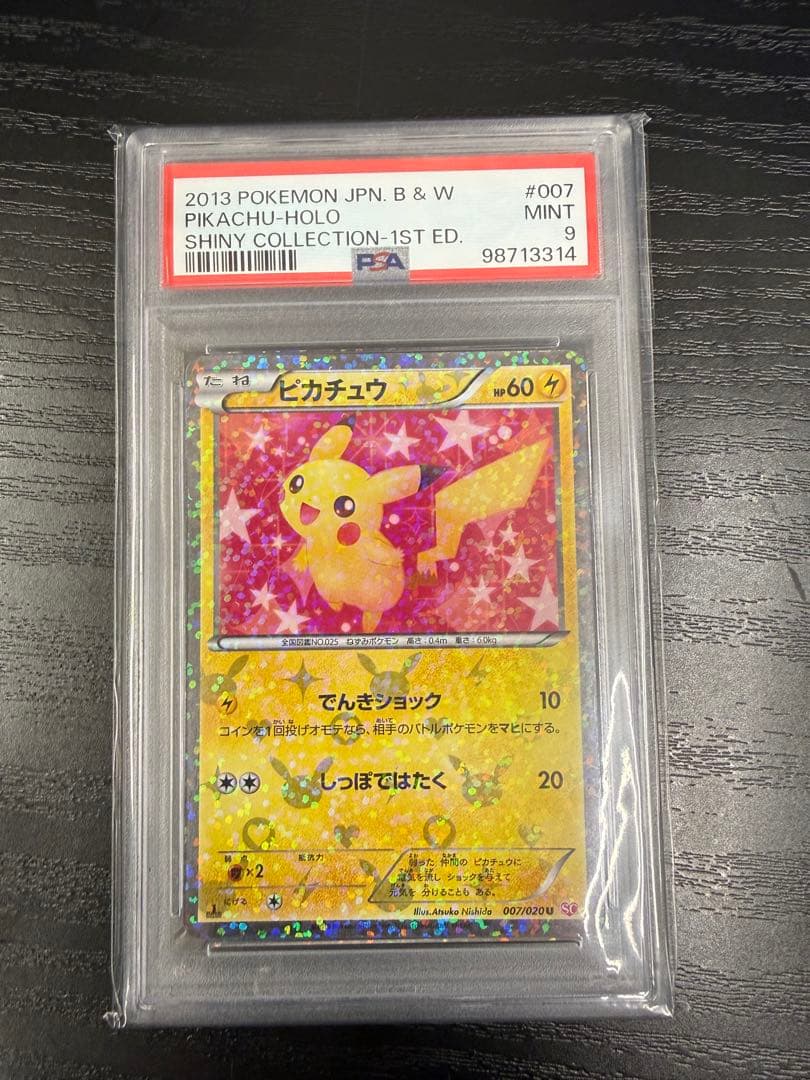 2013 POKEMON JPN. B & W #007
PIKACHU-HOLO MINT
SHINY COLLECTION-1ST ED. 9
PSA 98713314
たね ピカチュウ HP60
全国図鑑NO.025 ねずみポケモン 高さ:0.4m 重さ:6.0kg
でんきショック 10
コインを1回投げオモテなら、相手のバトルポケモンをマヒにする。
しっぽではたく 20
弱点 抵抗力
×2
弱った 仲間の ピカチュウに
電気を流し ショックを与えて
元気を 分けることも ある。
にげる
Illus.Atsuko Nishida 007/020 U SC